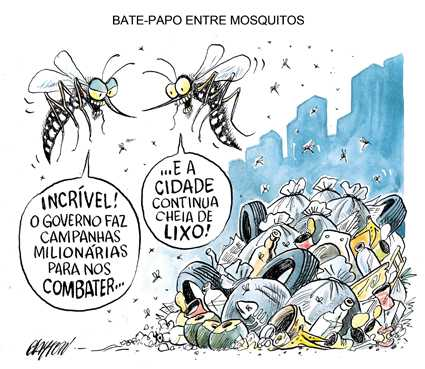 BATE-PAPO ENTRE MOSQUITOS
INCRÍVEL!
O GOVERNO FAZ
CAMPANHAS
MILIONÁRIAS
PARA NOS
COMBATER...
...E A
CIDADE
CONTINUA
CHEIA DE
LIXO!